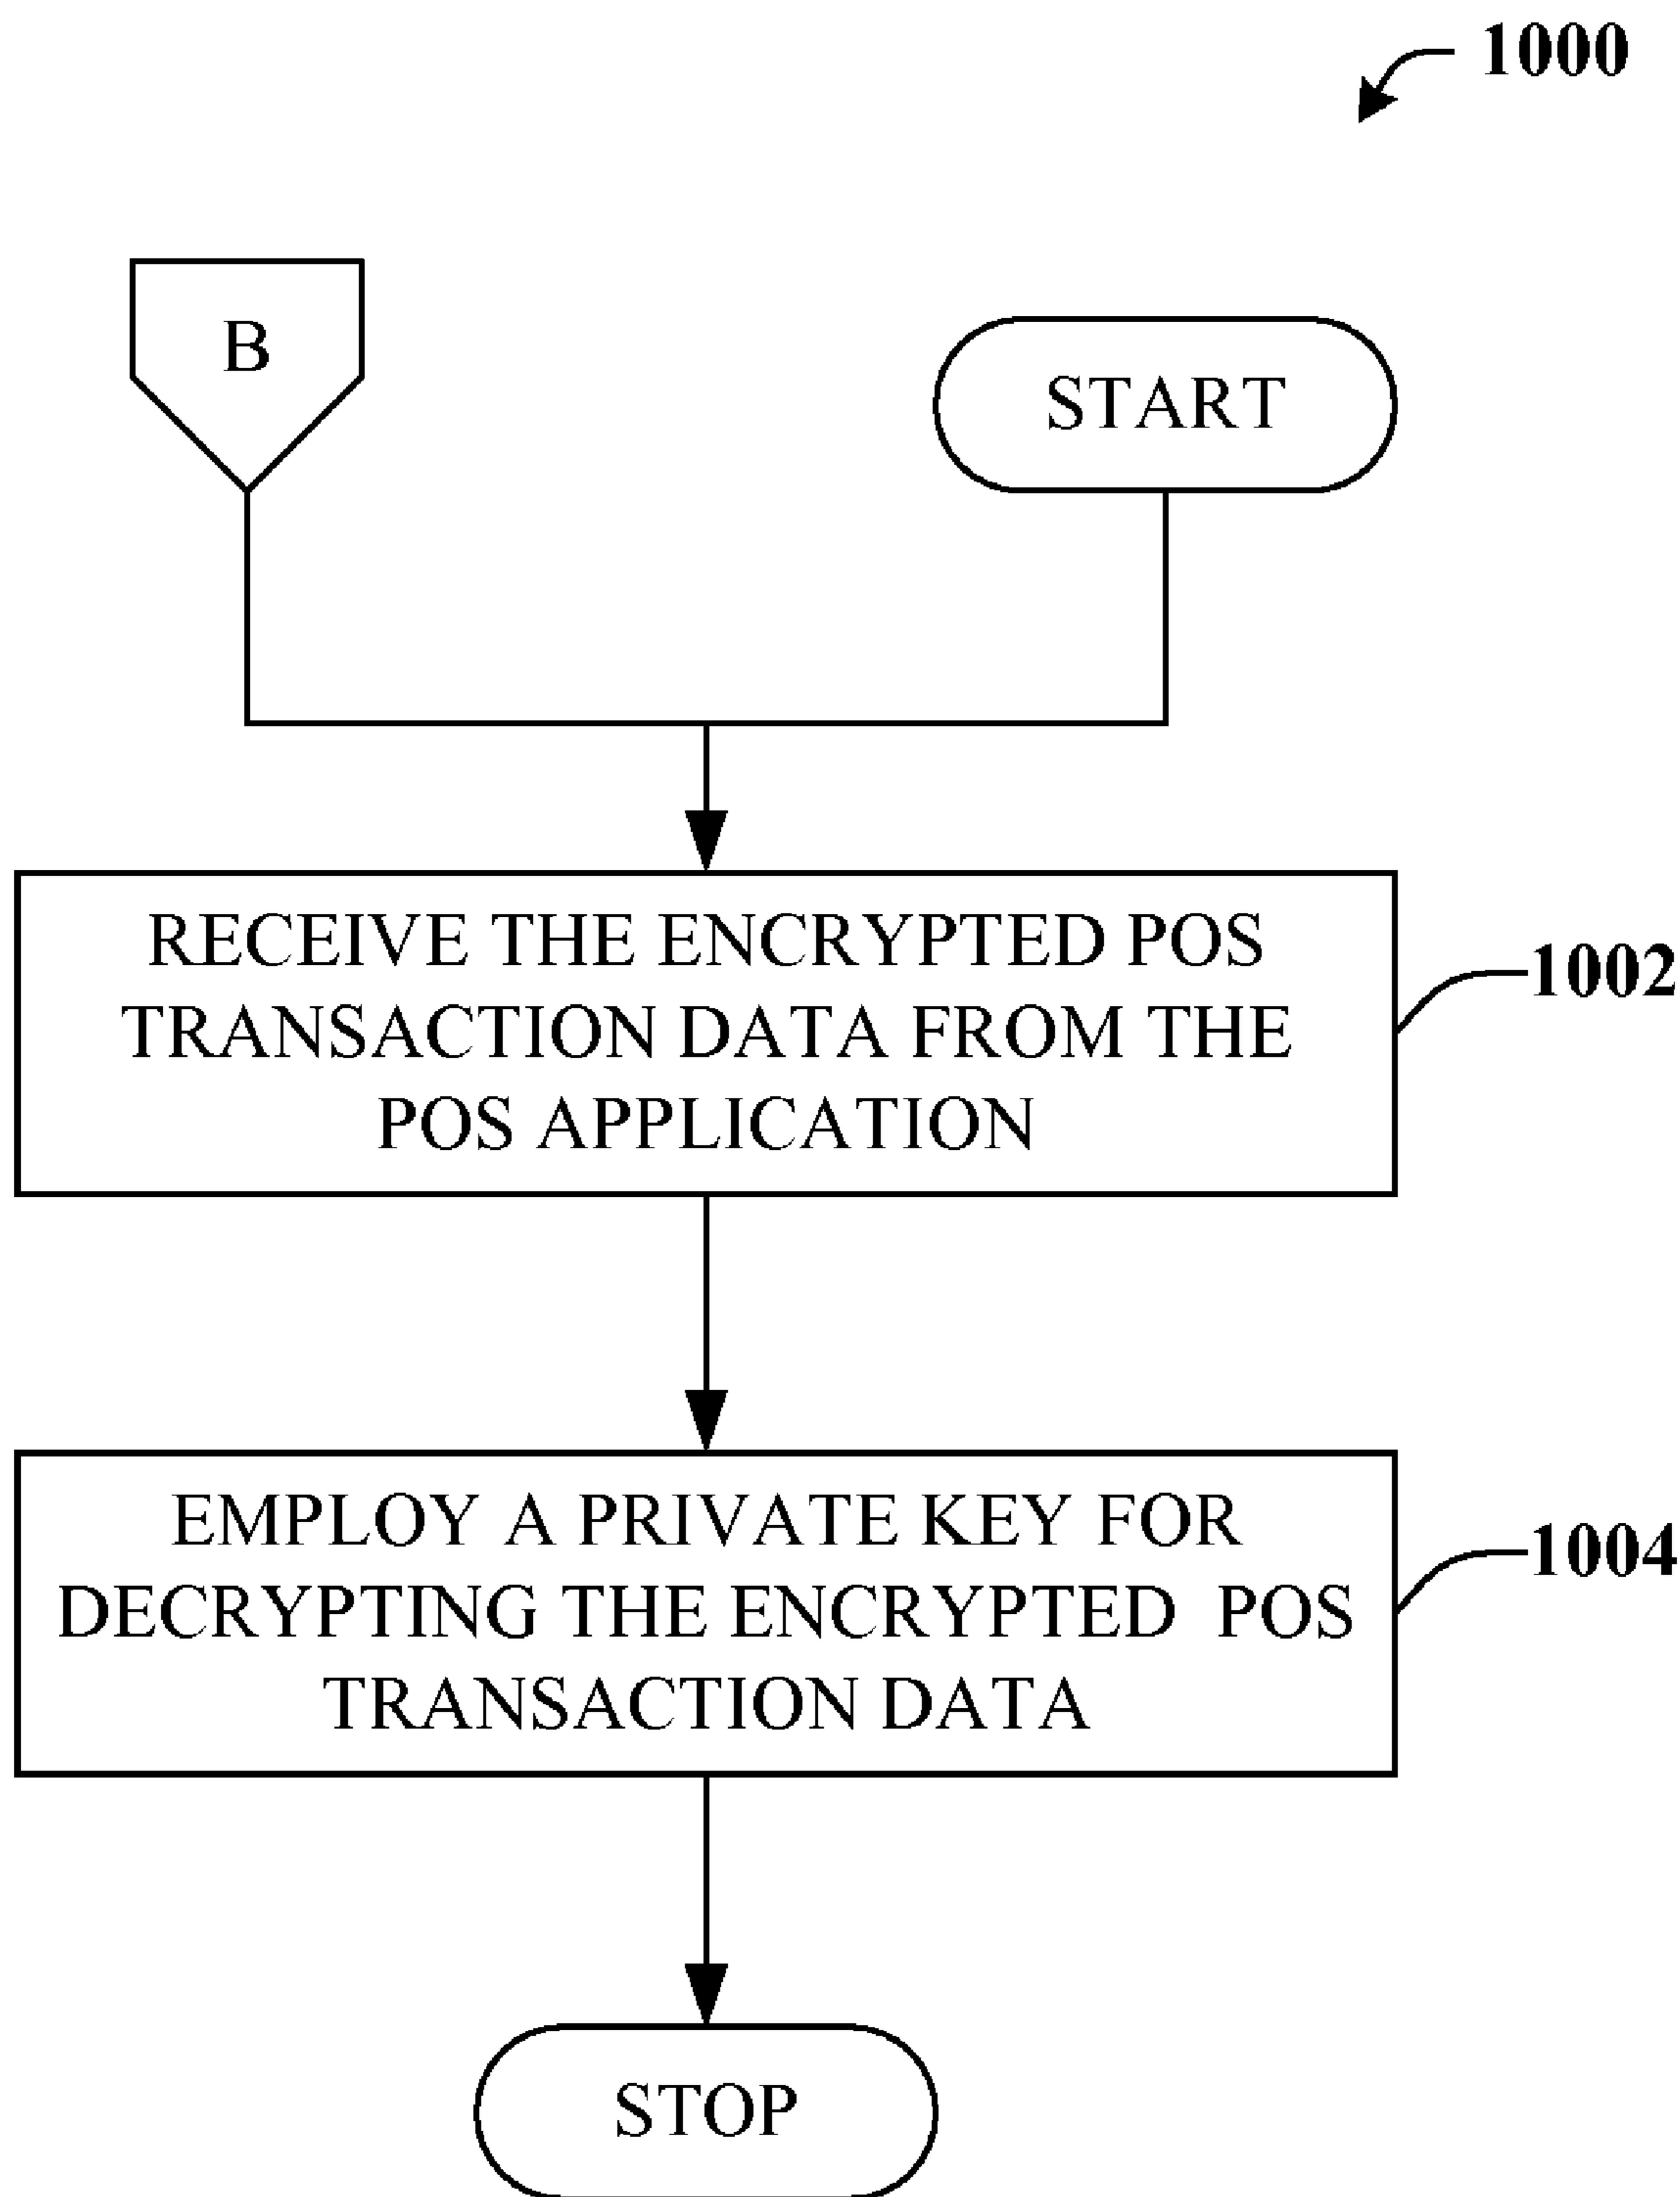 1000
B
START
RECEIVE THE ENCRYPTED POS
TRANSACTION DATA FROM THE
POS APPLICATION
1002
EMPLOY A PRIVATE KEY FOR
DECRYPTING THE ENCRYPTED POS
TRANSACTION DATA
1004
STOP